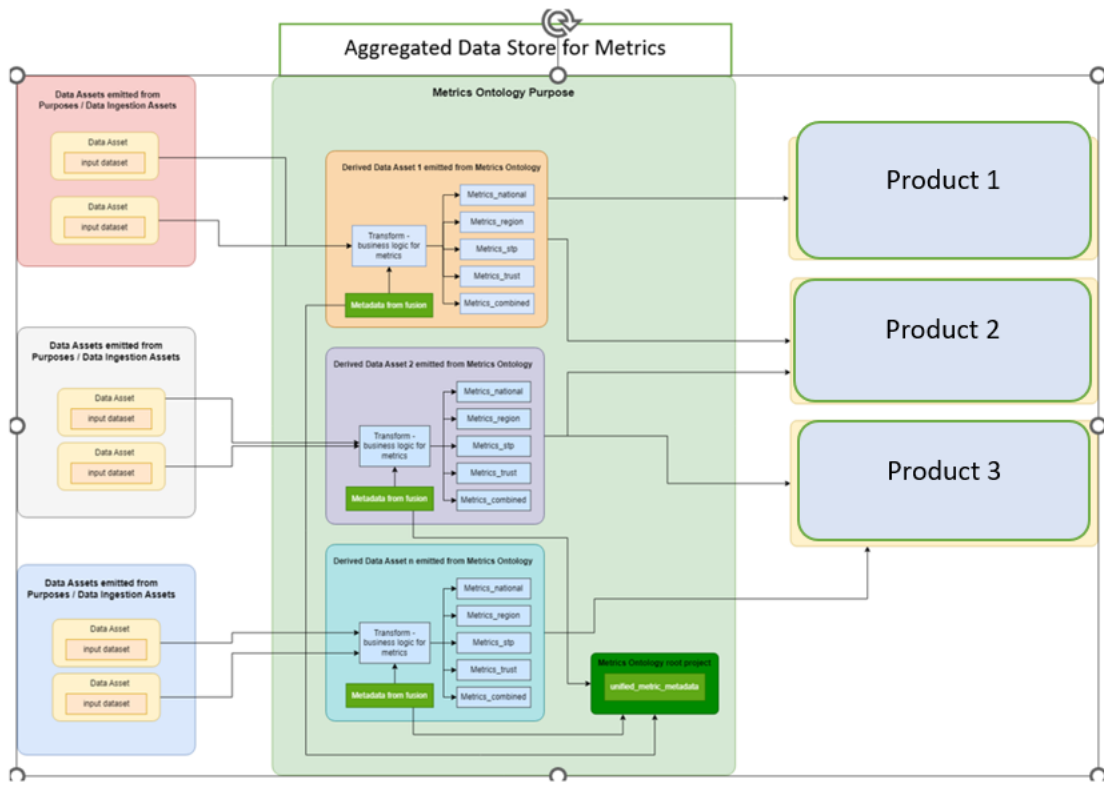 Aggregated Data Store for Metrics
Data Assets emitted from
Purposes / Data Ingestion Assets
Data Asset
input dataset
Data Asset
input dataset
Data Assets emitted from
Purposes / Data Ingestion Assets
Data Asset
input dataset
Data Asset
input dataset
Data Assets emitted from
Purposes / Data Ingestion Assets
Data Asset
input dataset
Data Asset
input dataset
Metrics Ontology Purpose
Derived Data Asset 1 emitted from Metrics Ontology
Transform -
business logic for
metrics
Metadata from fusion
Metrics_national
Metrics_region
Metrics_stp
Metrics_trust
Metrics_combined
Derived Data Asset 2 emitted from Metrics Ontology
Transform -
business logic for
metrics
Metadata from fusion
Metrics_national
Metrics_region
Metrics_stp
Metrics_trust
Metrics_combined
Derived Data Asset n emitted from Metrics Ontology
Transform -
business logic for
metrics
Metadata from fusion
Metrics_national
Metrics_region
Metrics_stp
Metrics_trust
Metrics_combined
Metrics Ontology root project
unified_metric_metadata
Product 1
Product 2
Product 3